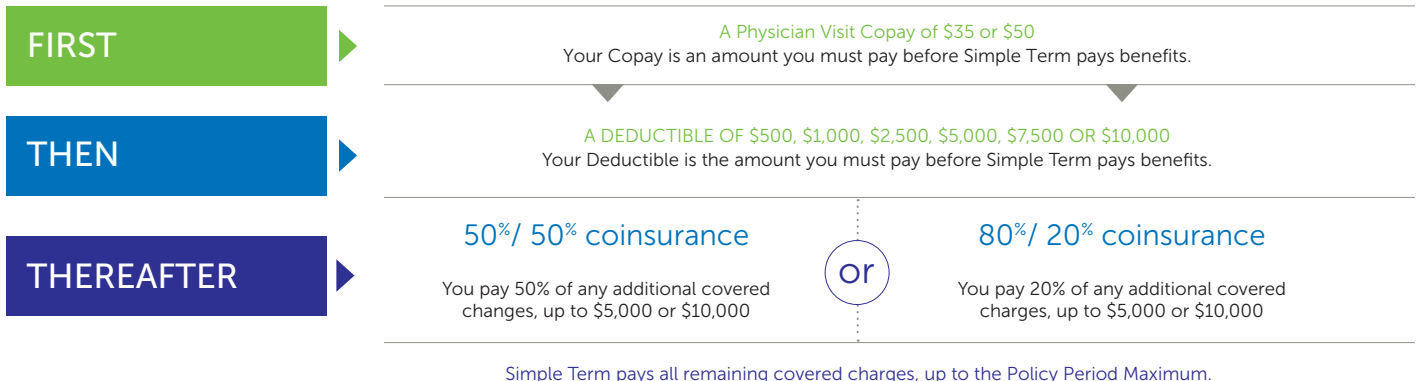 FIRST
A Physician Visit Copay of $35 or $50
Your Copay is an amount you must pay before Simple Term pays benefits.
THEN
A DEDUCTIBLE OF $500, $1,000, $2,500, $5,000, $7,500 OR $10,000
Your Deductible is the amount you must pay before Simple Term pays benefits.
THEREAFTER
50%/ 50% coinsurance
You pay 50% of any additional covered
changes, up to $5,000 or $10,000
or
80%/ 20% coinsurance
You pay 20% of any additional covered
charges, up to $5,000 or $10,000
Simple Term pays all remaining covered charges, up to the Policy Period Maximum.